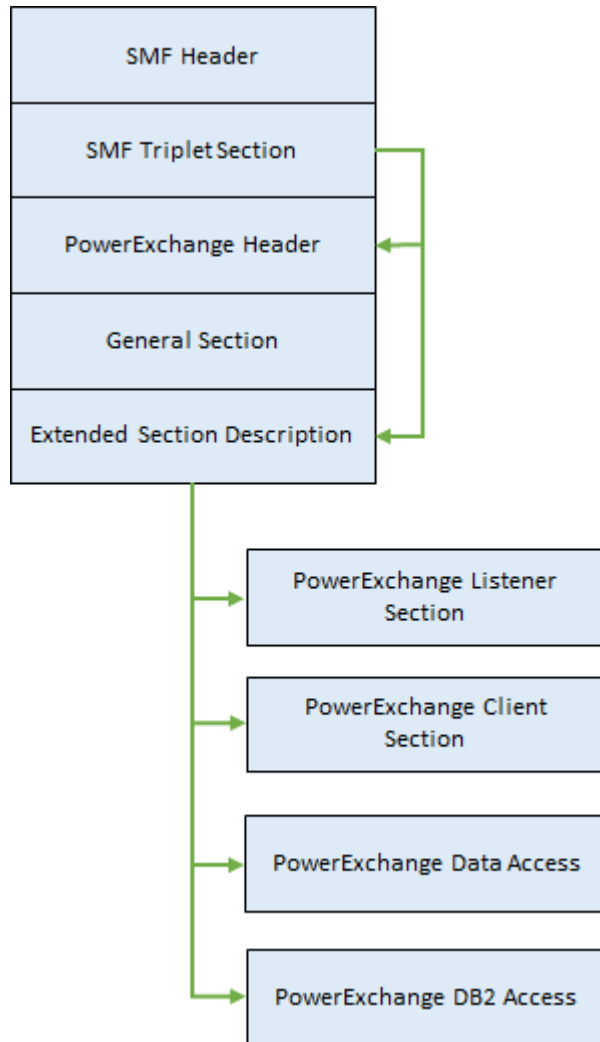 SMF Header
SMF Triplet Section
PowerExchange Header
General Section
Extended Section Description
PowerExchange Listener
Section
PowerExchange Client
Section
PowerExchange Data Access
PowerExchange DB2 Access